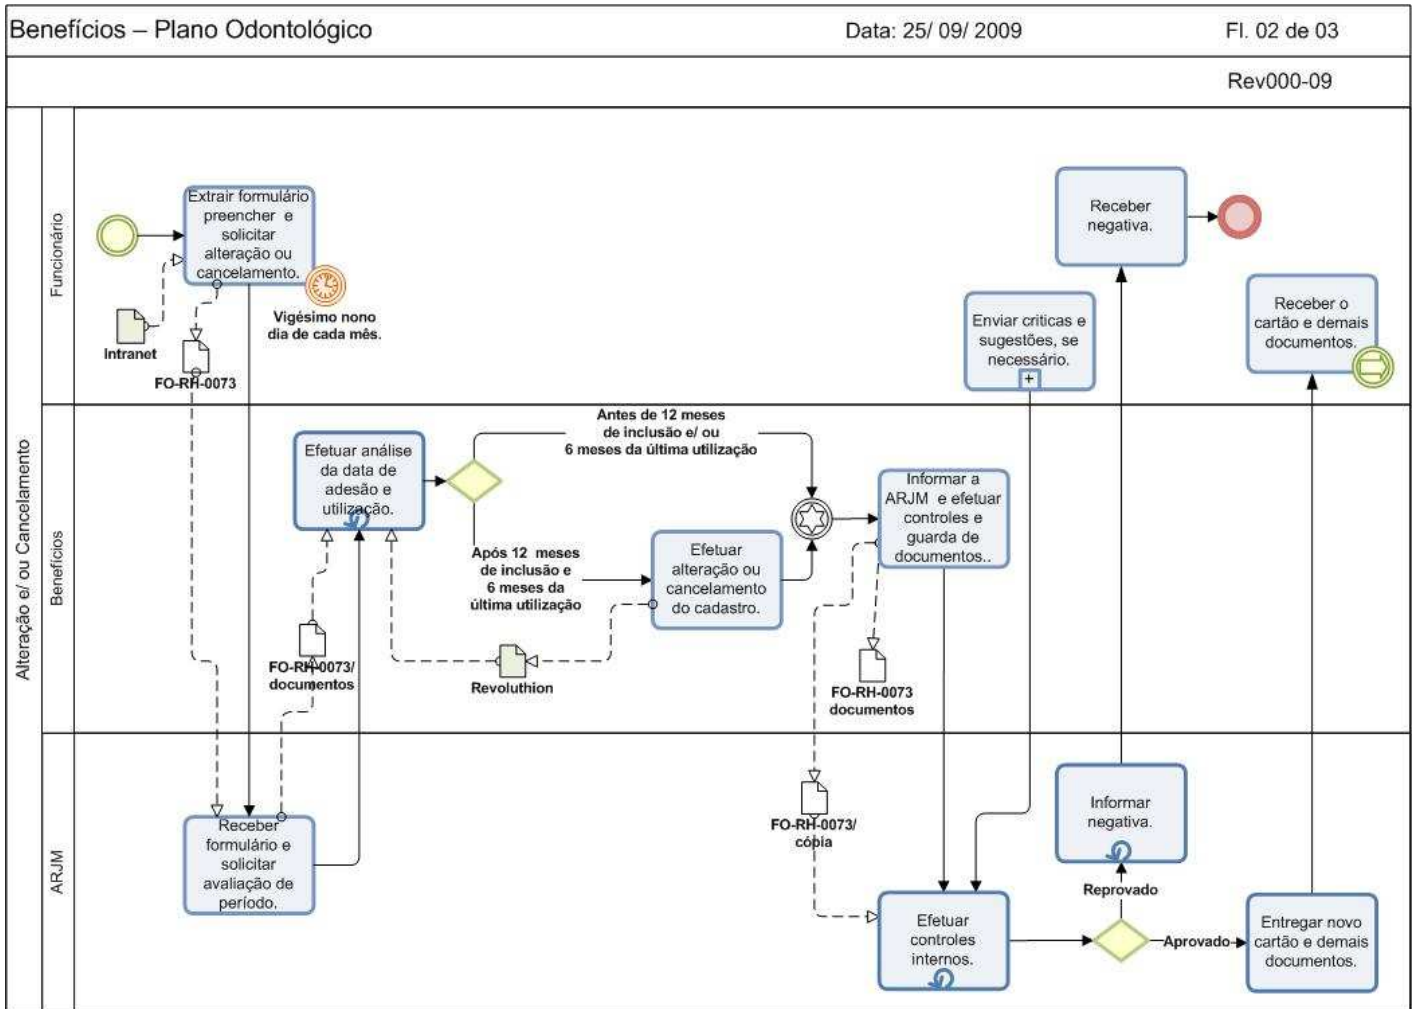 Benefícios – Plano Odontológico
Data: 25/ 09/ 2009
Fl. 02 de 03
Rev000-09
Alteração e/ ou Cancelamento
Funcionário
Extrair formulário
preencher e
solicitar
alteração ou
cancelamento.
Vigésimo nono
dia de cada mês.
Intranet
FO-RH-0073
Enviar criticas e
sugestões, se
necessário.
Receber
negativa.
Receber o
cartão e demais
documentos.
Benefícios
Efetuar análise
da data de
adesão e
utilização.
Antes de 12 meses
de inclusão e/ ou
6 meses da última utilização
Após 12 meses
de inclusão e
6 meses da
última utilização
Efetuar
alteração ou
cancelamento
do cadastro.
Informar a
ARJM e efetuar
controles e
guarda de
documentos..
FO-RH-0073/
documentos
Revoluthion
FO-RH-0073
documentos
ARJM
Receber
formulário e
solicitar
avaliação de
período.
FO-RH-0073/
cópia
Efetuar
controles
internos.
Informar
negativa.
Reprovado
Aprovado
Entregar novo
cartão e demais
documentos.